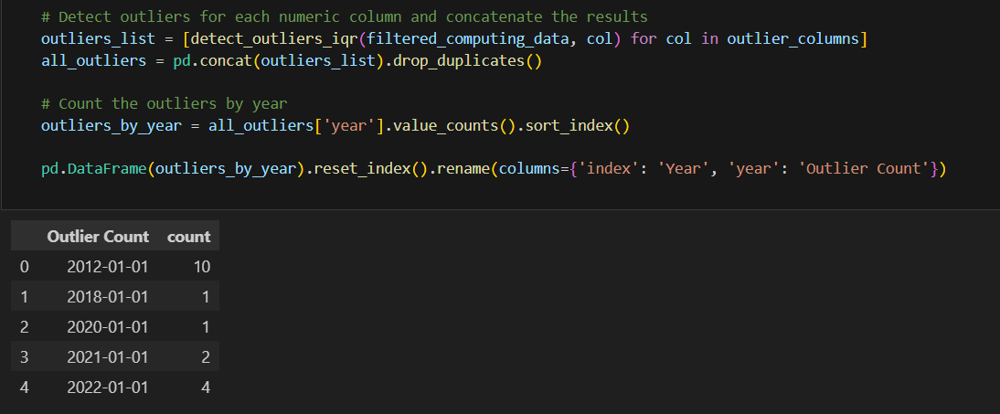 # Detect outliers for each numeric column and concatenate the results
outliers_list = [detect_outliers_iqr(filtered_computing_data, col) for col in outlier_columns]
all_outliers = pd.concat(outliers_list).drop_duplicates()
# Count the outliers by year
outliers_by_year = all_outliers['year'].value_counts().sort_index()
pd.DataFrame(outliers_by_year).reset_index().rename(columns={'index': 'Year', 'year': 'Outlier Count'})
Outlier Count count
0 2012-01-01 10
1 2018-01-01 1
2 2020-01-01 1
3 2021-01-01 2
4 2022-01-01 4